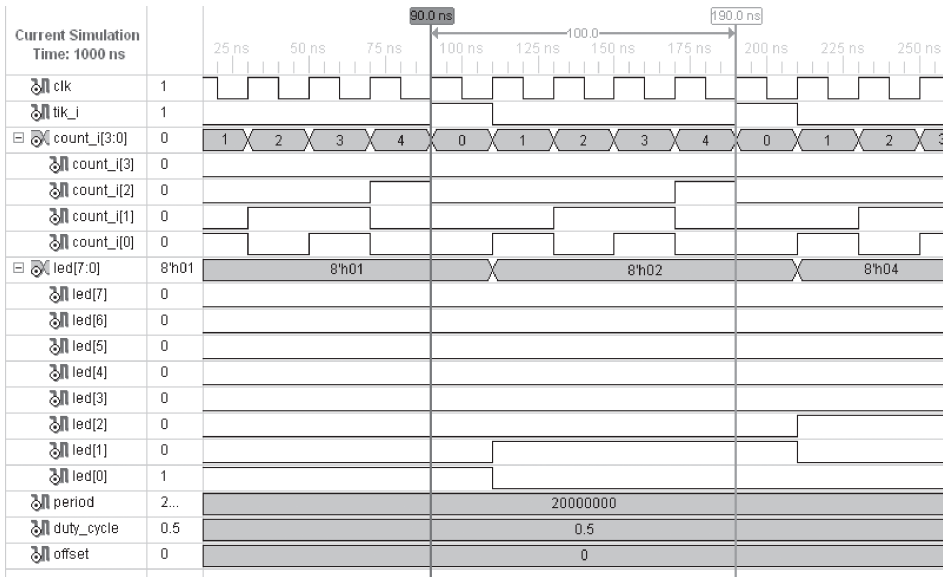 90.0 ns 190.0 ns
Current Simulation
Time: 1000 ns
100.0
25 ns 50 ns 75 ns 100 ns 125 ns 150 ns 175 ns 200 ns 225 ns 250 ns
clk 1
tik_i 1
count_i[3:0] 0 1 2 3 4 0 1 2 3 4 0 1 2 3
count_i[3] 0
count_i[2] 0
count_i[1] 0
count_i[0] 0
led[7:0] 8'h01 8'h01 8'h02 8'h04
led[7] 0
led[6] 0
led[5] 0
led[4] 0
led[3] 0
led[2] 0
led[1] 0
led[0] 1
period 2... 20000000
duty_cycle 0.5 0.5
offset 0 0